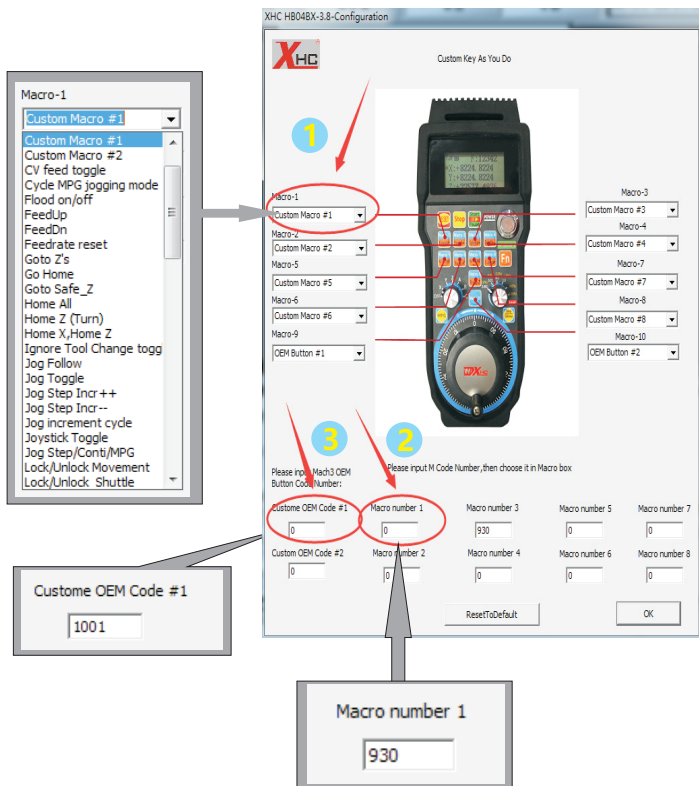 XHC HB04BX-3.8-Configuration
XHC
Custom Key As You Do
Macro-1
Custom Macro #1
Custom Macro #1
Custom Macro #2
CV feed toggle
Cycle MPG jogging mode
Flood on/off
FeedUp
FeedDn
Feedrate reset
Goto Z's
Go Home
Goto Safe_Z
Home All
Home Z (Turn)
Home X,Home Z
Ignore Tool Change togg
Jog Follow
Jog Toggle
Jog Step Incr++
Jog Step Incr--
Jog increment cycle
Joystick Toggle
Jog Step/Conti/MPG
Lock/Unlock Movement
Lock/Unlock Shuttle
1
Macro-1
Custom Macro #1
Macro-2
Custom Macro #2
Macro-5
Custom Macro #5
Macro-6
Custom Macro #6
Macro-9
OEM Button #1
Stop
Fn
Macro-3
Custom Macro #3
Macro-4
Custom Macro #4
Macro-7
Custom Macro #7
Macro-8
Custom Macro #8
Macro-10
OEM Button #2
3
2
Please input Mach3 OEM
Button Code Number:
Please input M Code Number,then choose it in Macro box
Custome OEM Code #1
Macro number 1
Macro number 3
Macro number 5
Macro number 7
0
0
930
0
0
Custom OEM Code #2
Macro number 2
Macro number 4
Macro number 6
Macro number 8
0
0
0
0
0
ResetToDefault
OK
Custome OEM Code #1
1001
Macro number 1
930